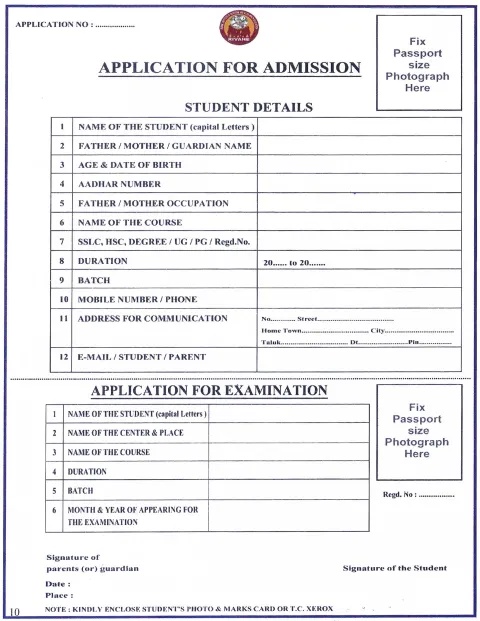 APPLICATION NO : ...................
RIYAHE
Fix
Passport
size
Photograph
Here
APPLICATION FOR ADMISSION
STUDENT DETAILS
1 NAME OF THE STUDENT (capital Letters )
2 FATHER / MOTHER / GUARDIAN NAME
3 AGE & DATE OF BIRTH
4 AADHAR NUMBER
5 FATHER / MOTHER OCCUPATION
6 NAME OF THE COURSE
7 SSLC, HSC, DEGREE / UG / PG / Regd.No.
8 DURATION 20...... to 20.......
9 BATCH
10 MOBILE NUMBER / PHONE
11 ADDRESS FOR COMMUNICATION No............. Street......................................
Home Town.................................. City...................................
Taluk.................................. Dt.........................Pin.................
12 E-MAIL / STUDENT / PARENT
APPLICATION FOR EXAMINATION
Fix
Passport
size
Photograph
Here
1 NAME OF THE STUDENT (capital Letters )
2 NAME OF THE CENTER & PLACE
3 NAME OF THE COURSE
4 DURATION
5 BATCH
Regd. No : ..................
6 MONTH & YEAR OF APPEARING FOR
THE EXAMINATION
Signature of
parents (or) guardian
Signature of the Student
Date :
Place :
NOTE : KINDLY ENCLOSE STUDENT'S PHOTO & MARKS CARD OR T.C. XEROX
10